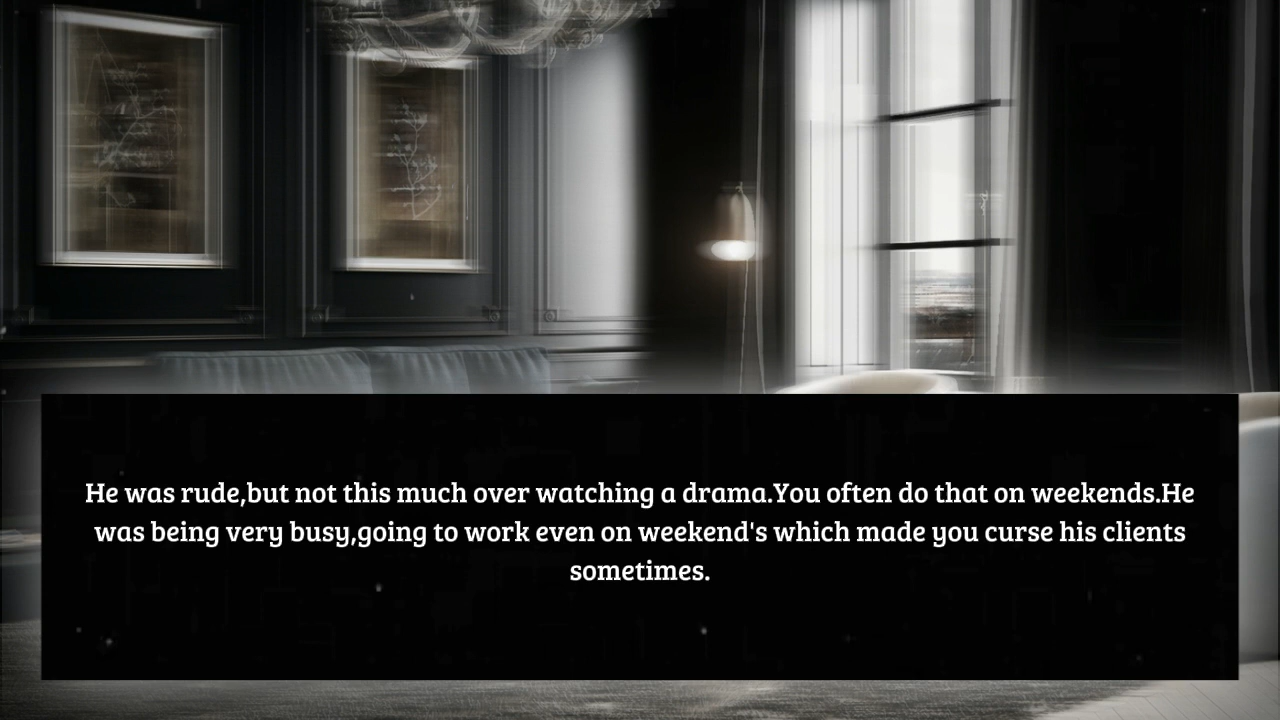 He was rude,but not this much over watching a drama.You often do that on weekends.He
was being very busy,going to work even on weekend's which made you curse his clients
sometimes.